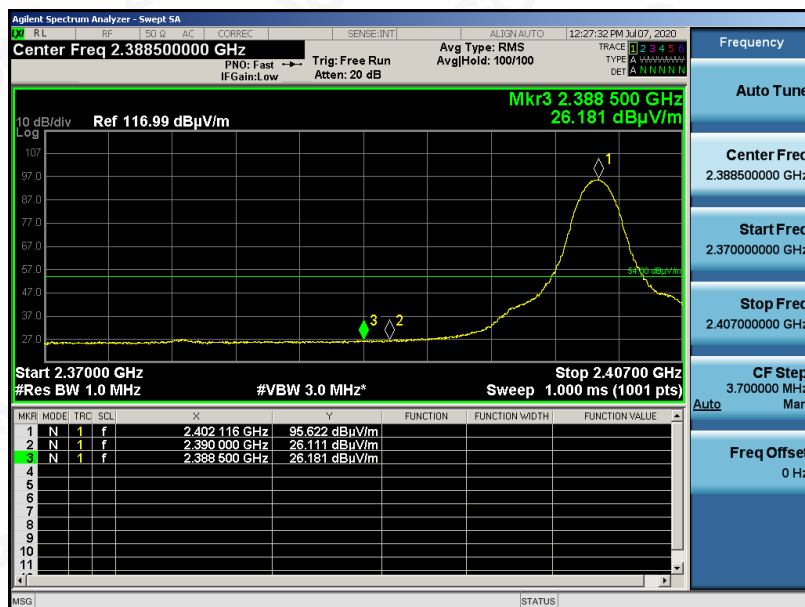 Agilent Spectrum Analyzer - Swept SA
LXI RL RF 50 Ω AC CORREC SENSE:INT ALIGN AUTO 12:27:32 PM Jul 07, 2020
Center Freq 2.388500000 GHz
PNO: Fast
IFGain:Low
Trig: Free Run
Atten: 20 dB
Avg Type: RMS
Avg|Hold: 100/100
TRACE 1 2 3 4 5 6
TYPE A WWWWW
DET A N N N N N
Mkr3 2.388 500 GHz
26.181 dBµV/m
10 dB/div Ref 116.99 dBµV/m
Log
107
97.0
87.0
77.0
67.0
57.0
47.0
37.0
27.0
1
54.00 dBµV/m
3
2
Start 2.37000 GHz Stop 2.40700 GHz
#Res BW 1.0 MHz #VBW 3.0 MHz* Sweep 1.000 ms (1001 pts)
MKR MODE TRC SCL X Y FUNCTION FUNCTION WIDTH FUNCTION VALUE
1 N 1 f 2.402 116 GHz 95.622 dBµV/m
2 N 1 f 2.390 000 GHz 26.111 dBµV/m
3 N 1 f 2.388 500 GHz 26.181 dBµV/m
4
5
6
7
8
9
10
11
MSG STATUS
Frequency
Auto Tune
Center Freq
2.388500000 GHz
Start Freq
2.370000000 GHz
Stop Freq
2.407000000 GHz
CF Step
3.700000 MHz
Auto Man
Freq Offset
0 Hz